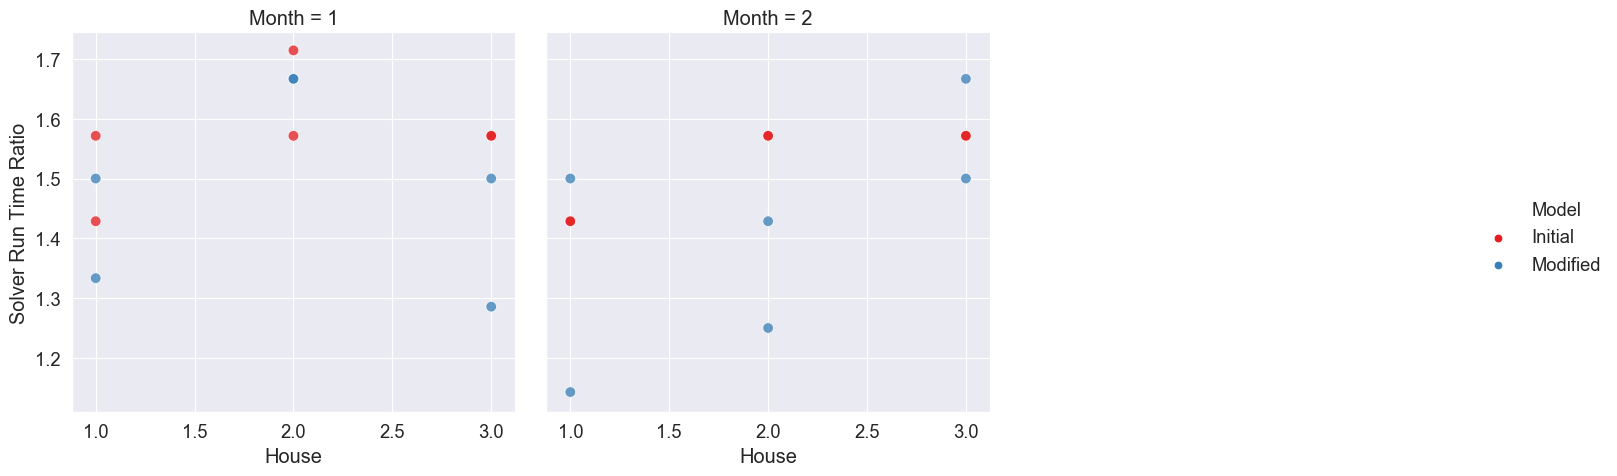 Month = 1
Month = 2
Solver Run Time Ratio
1.7
1.6
1.5
1.4
1.3
1.2
1.0 1.5 2.0 2.5 3.0
House
1.0 1.5 2.0 2.5 3.0
House
Model
Initial
Modified